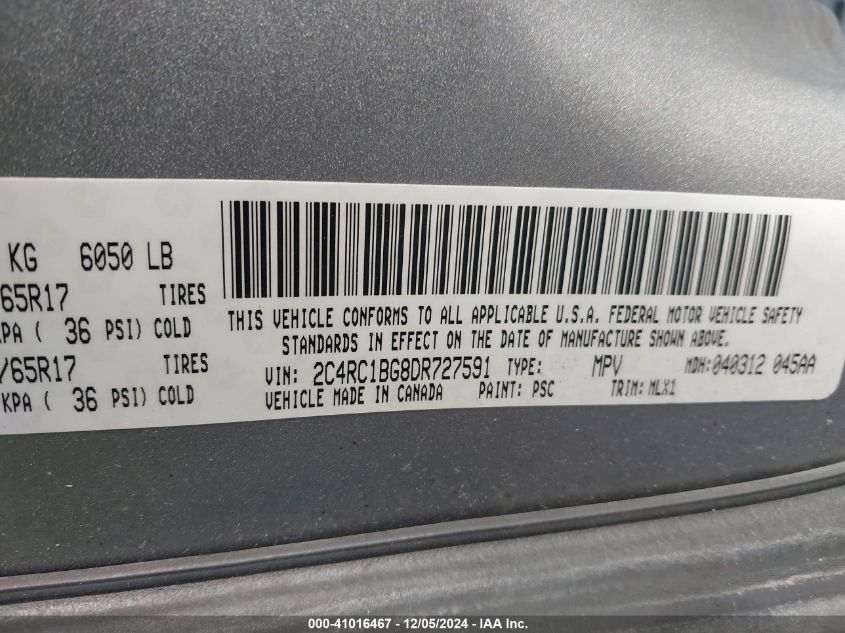 KG 6050 LB
65R17 TIRES
KPA ( 36 PSI) COLD
/65R17 TIRES
KPA ( 36 PSI) COLD
THIS VEHICLE CONFORMS TO ALL APPLICABLE U.S.A. FEDERAL MOTOR VEHICLE SAFETY
STANDARDS IN EFFECT ON THE DATE OF MANUFACTURE SHOWN ABOVE.
VIN: 2C4RC1BG8DR727591 TYPE: MPV MDH: 040312 045AA
VEHICLE MADE IN CANADA PAINT: PSC TRIM: MLX1
000-41016467 - 12/05/2024 - IAA Inc.